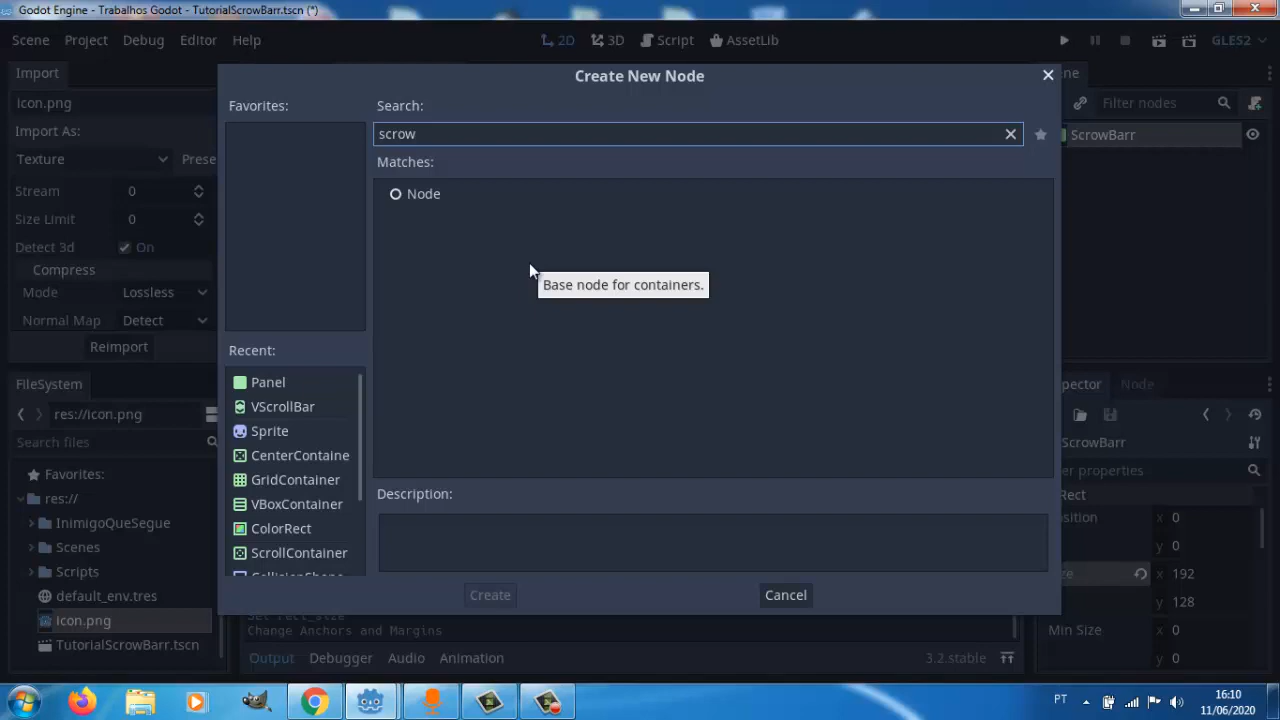 Godot Engine - Trabalhos Godot - TutorialScrowBarr.tscn (*)
Scene Project Debug Editor Help
2D 3D Script AssetLib
GLES2
Import
icon.png
Import As:
Texture
Stream 0
Size Limit 0
Detect 3d On
Compress
Mode Lossless
Normal Map Detect
Reimport
FileSystem
res://icon.png
Search files
Favorites:
res://
InimigoQueSegue
Scenes
Scripts
default_env.tres
icon.png
TutorialScrowBarr.tscn
Create New Node
Favorites:
Search:
scrow
Matches:
Node
Base node for containers.
Recent:
Panel
VScrollBar
Sprite
CenterContaine
GridContainer
VBoxContainer
ColorRect
ScrollContainer
Description:
Create
Cancel
Change Anchors and Margins
Output Debugger Audio Animation
3.2.stable
Filter nodes
ScrowBarr
Node
ScrowBarr
properties
Rect
x 0
y 0
x 192
y 128
Min Size x 0
y 0
PT
16:10
11/06/2020